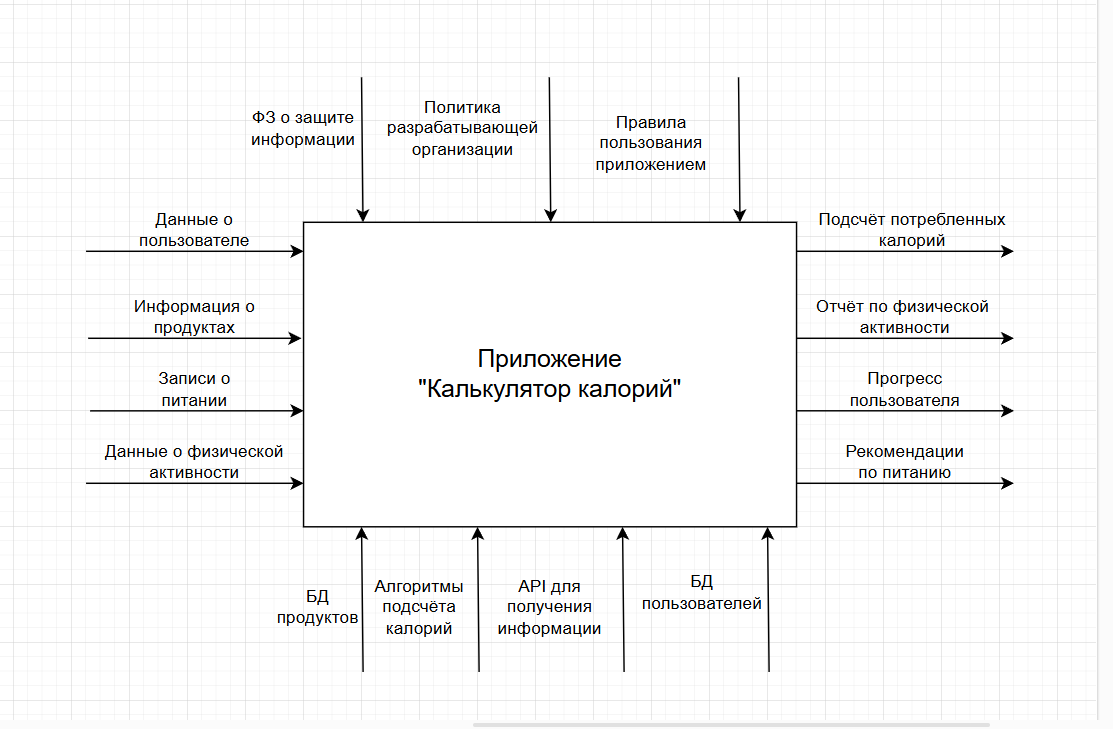 ФЗ о защите
информации
Политика
разрабатывающей
организации
Правила
пользования
приложением
Данные о
пользователе
Информация о
продуктах
Записи о
питании
Данные о физической
активности
Приложение
"Калькулятор калорий"
Подсчёт потребленных
калорий
Отчёт по физической
активности
Прогресс
пользователя
Рекомендации
по питанию
БД
продуктов
Алгоритмы
подсчёта
калорий
API для
получения
информации
БД
пользователей